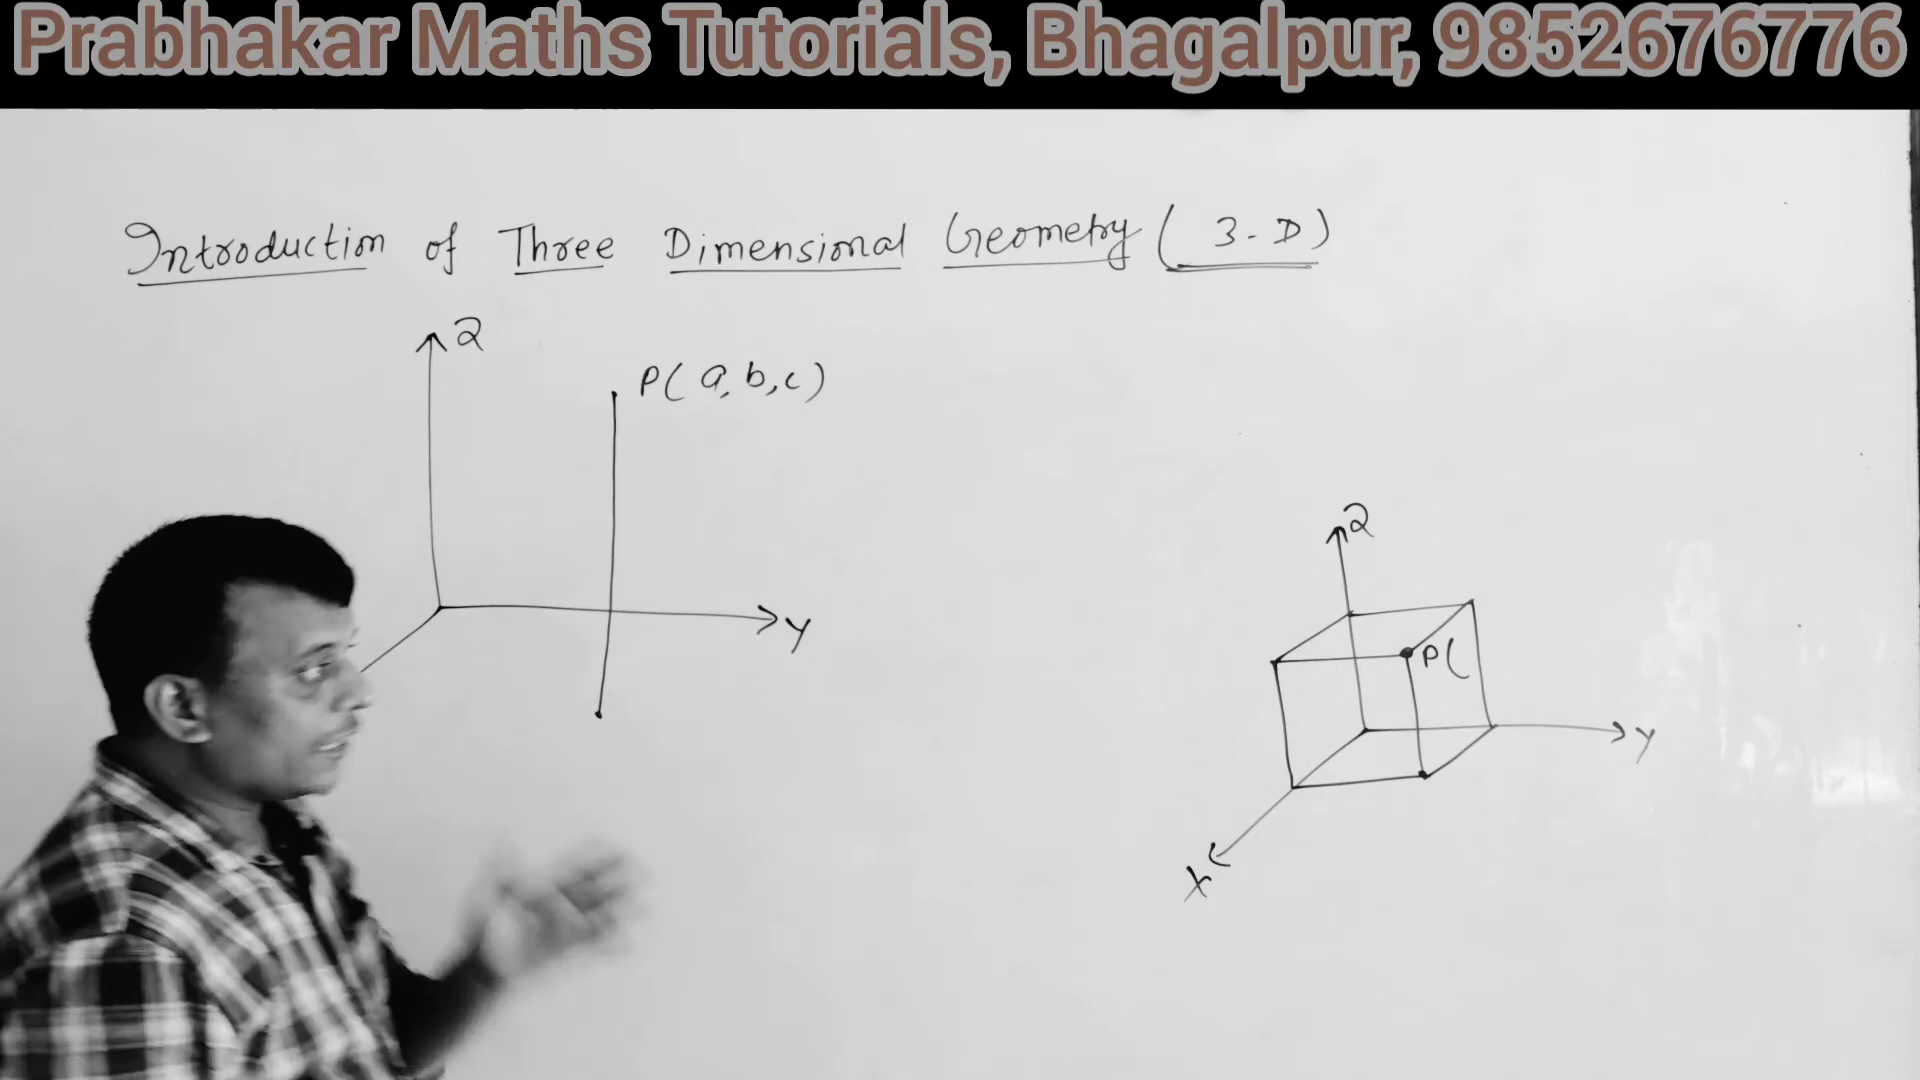 Prabhakar Maths Tutorials, Bhagalpur, 9852676776
Introduction of Three Dimensional Geometry ( 3-D)
Z
P( a, b, c)
y
Z
P(
y
X